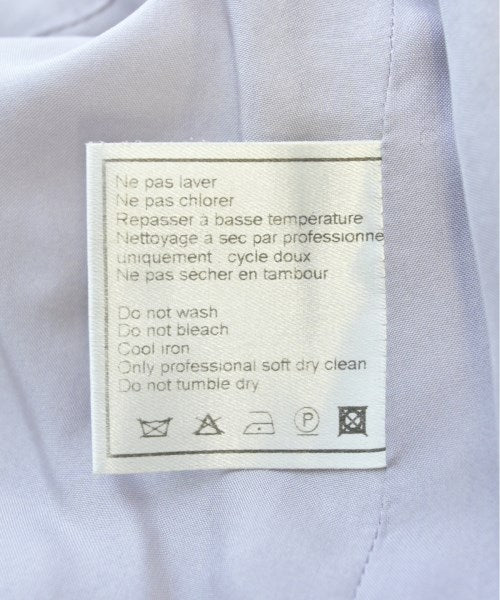 Ne pas laver
Ne pas chlorer
Repasser à basse température
Nettoyage à sec par professionne
uniquement : cycle doux
Ne pas secher en tambour
Do not wash
Do not bleach
Cool iron
Only professional soft dry clean
Do not tumble dry
P